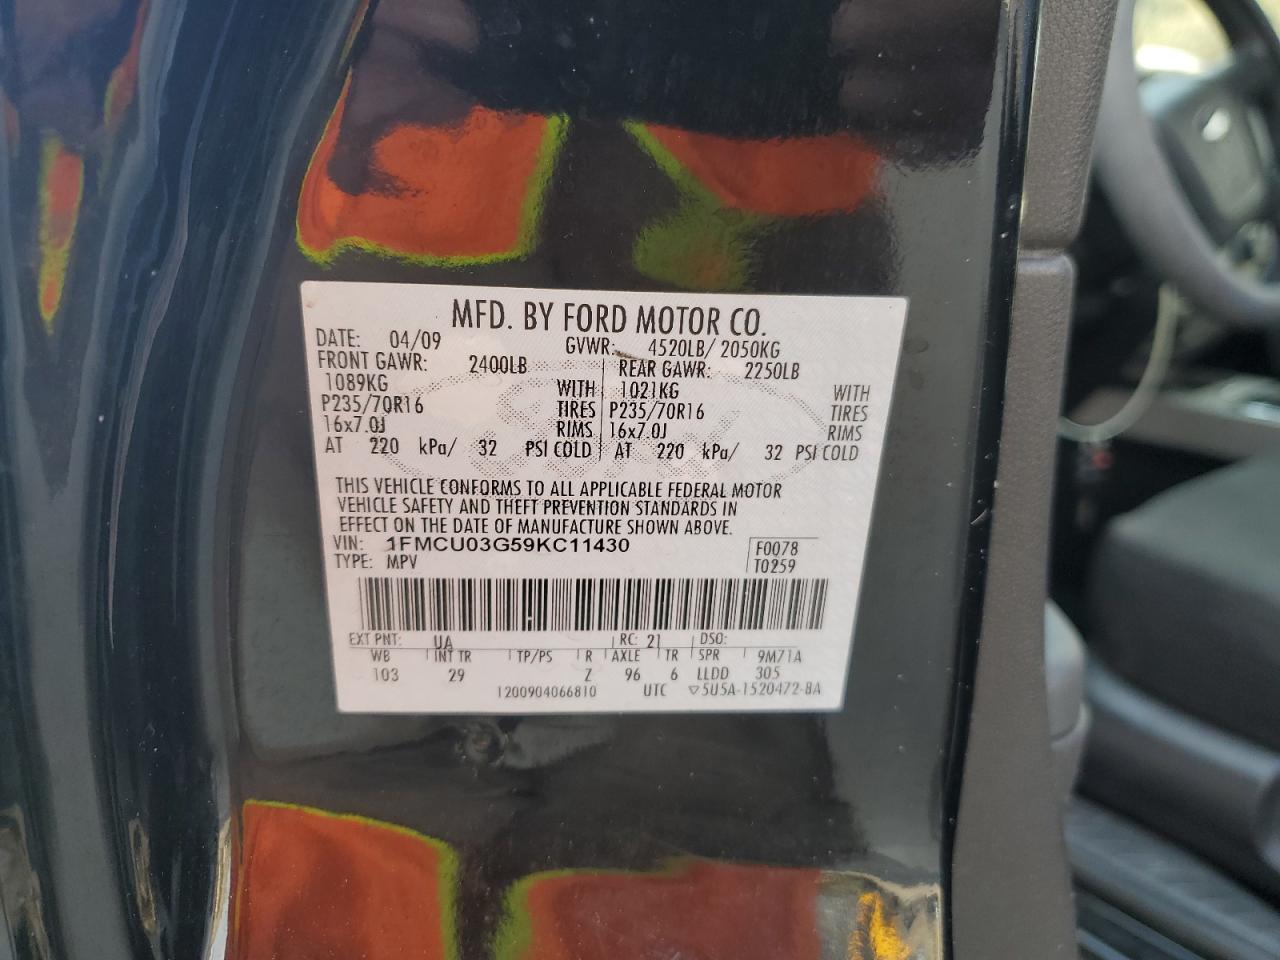 MFD. BY FORD MOTOR CO.
DATE: 04/09 GVWR: 4520LB/ 2050KG
FRONT GAWR: 2400LB REAR GAWR: 2250LB
1089KG WITH 1021KG WITH
P235/70R16 TIRES P235/70R16 TIRES
16x7.0J RIMS 16x7.0J RIMS
AT 220 kPa/ 32 PSI COLD AT 220 kPa/ 32 PSI COLD
THIS VEHICLE CONFORMS TO ALL APPLICABLE FEDERAL MOTOR
VEHICLE SAFETY AND THEFT PREVENTION STANDARDS IN
EFFECT ON THE DATE OF MANUFACTURE SHOWN ABOVE.
VIN: 1FMCU03G59KC11430 F0078
TYPE: MPV T0259
EXT PNT: UA RC: 21 DSO:
WB INT TR TP/PS R AXLE TR SPR 9M71A
103 29 Z 96 6 LLDD 305
1200904066810 UTC ▽5U5A-1520472-BA